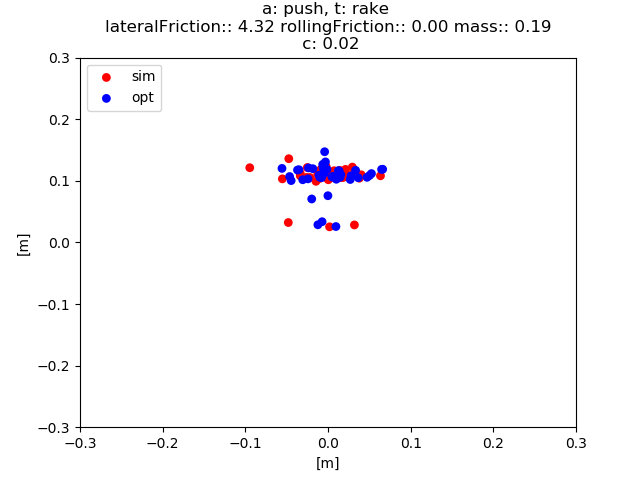 a: push, t: rake
lateralFriction:: 4.32 rollingFriction:: 0.00 mass:: 0.19
c: 0.02
sim
opt
0.3
0.2
0.1
0.0
−0.1
−0.2
−0.3
[m]
−0.3 −0.2 −0.1 0.0 0.1 0.2 0.3
[m]